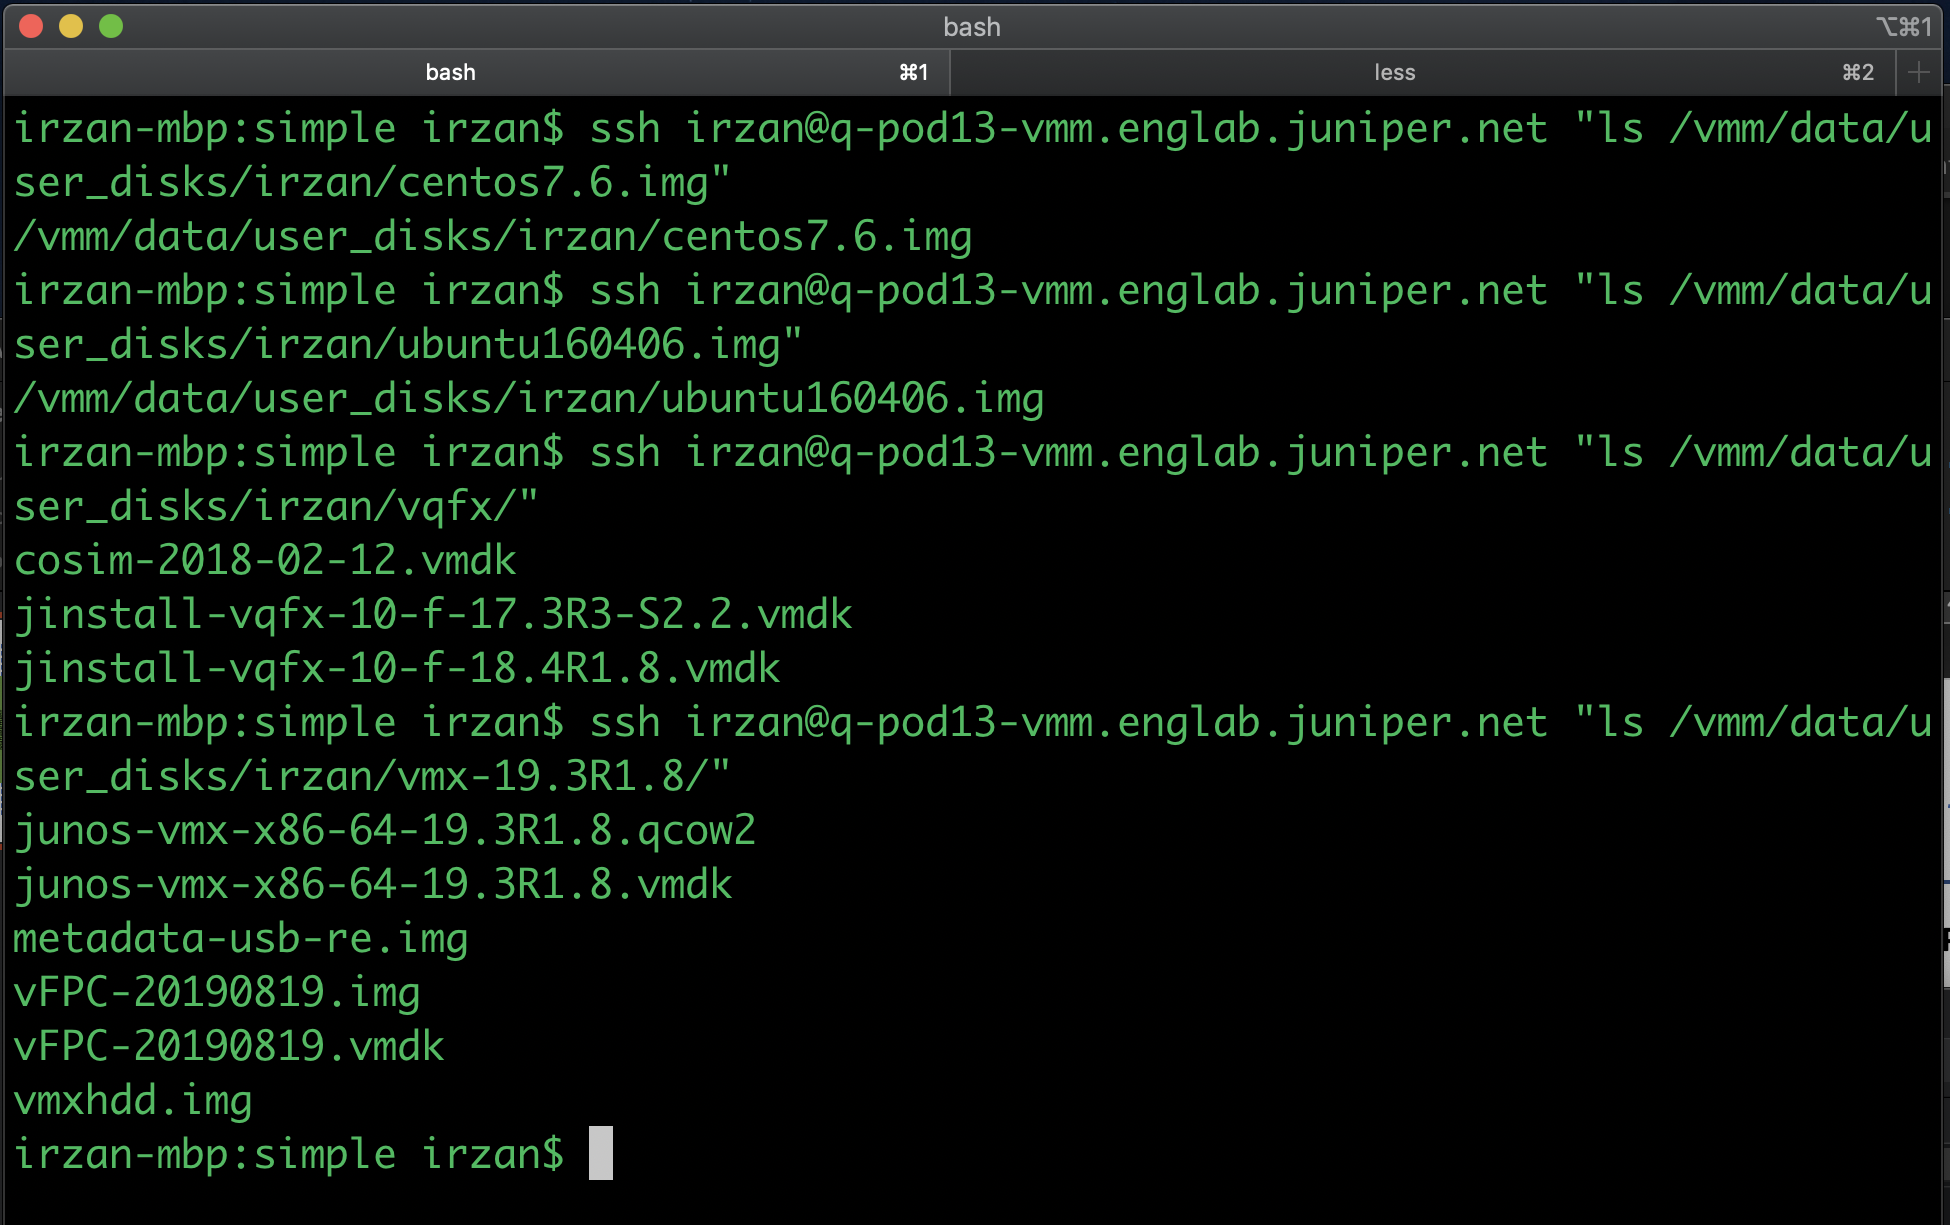 bash ⌥⌘1
bash ⌘1 less ⌘2 +
irzan-mbp:simple irzan$ ssh irzan@q-pod13-vmm.englab.juniper.net "ls /vmm/data/u
ser_disks/irzan/centos7.6.img"
/vmm/data/user_disks/irzan/centos7.6.img
irzan-mbp:simple irzan$ ssh irzan@q-pod13-vmm.englab.juniper.net "ls /vmm/data/u
ser_disks/irzan/ubuntu160406.img"
/vmm/data/user_disks/irzan/ubuntu160406.img
irzan-mbp:simple irzan$ ssh irzan@q-pod13-vmm.englab.juniper.net "ls /vmm/data/u
ser_disks/irzan/vqfx/"
cosim-2018-02-12.vmdk
jinstall-vqfx-10-f-17.3R3-S2.2.vmdk
jinstall-vqfx-10-f-18.4R1.8.vmdk
irzan-mbp:simple irzan$ ssh irzan@q-pod13-vmm.englab.juniper.net "ls /vmm/data/u
ser_disks/irzan/vmx-19.3R1.8/"
junos-vmx-x86-64-19.3R1.8.qcow2
junos-vmx-x86-64-19.3R1.8.vmdk
metadata-usb-re.img
vFPC-20190819.img
vFPC-20190819.vmdk
vmxhdd.img
irzan-mbp:simple irzan$